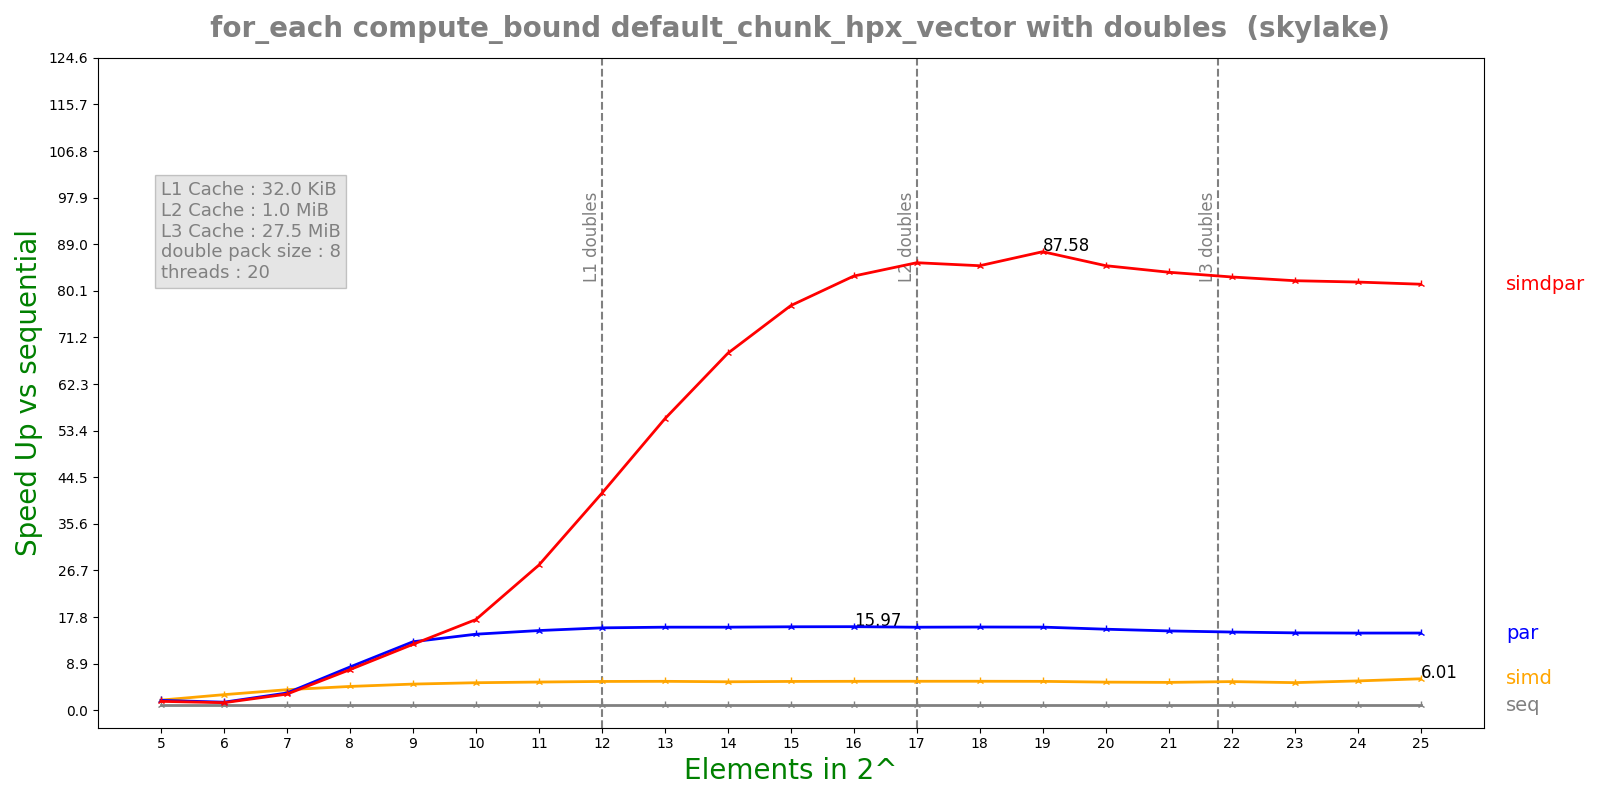 for_each compute_bound default_chunk_hpx_vector with doubles (skylake)
Speed Up vs sequential
124.6
115.7
106.8
97.9
89.0
80.1
71.2
62.3
53.4
44.5
35.6
26.7
17.8
8.9
0.0
L1 Cache : 32.0 KiB
L2 Cache : 1.0 MiB
L3 Cache : 27.5 MiB
double pack size : 8
threads : 20
L1 doubles
L2 doubles
L3 doubles
87.58
15.97
6.01
simdpar
par
simd
seq
5 6 7 8 9 10 11 12 13 14 15 16 17 18 19 20 21 22 23 24 25
Elements in 2^